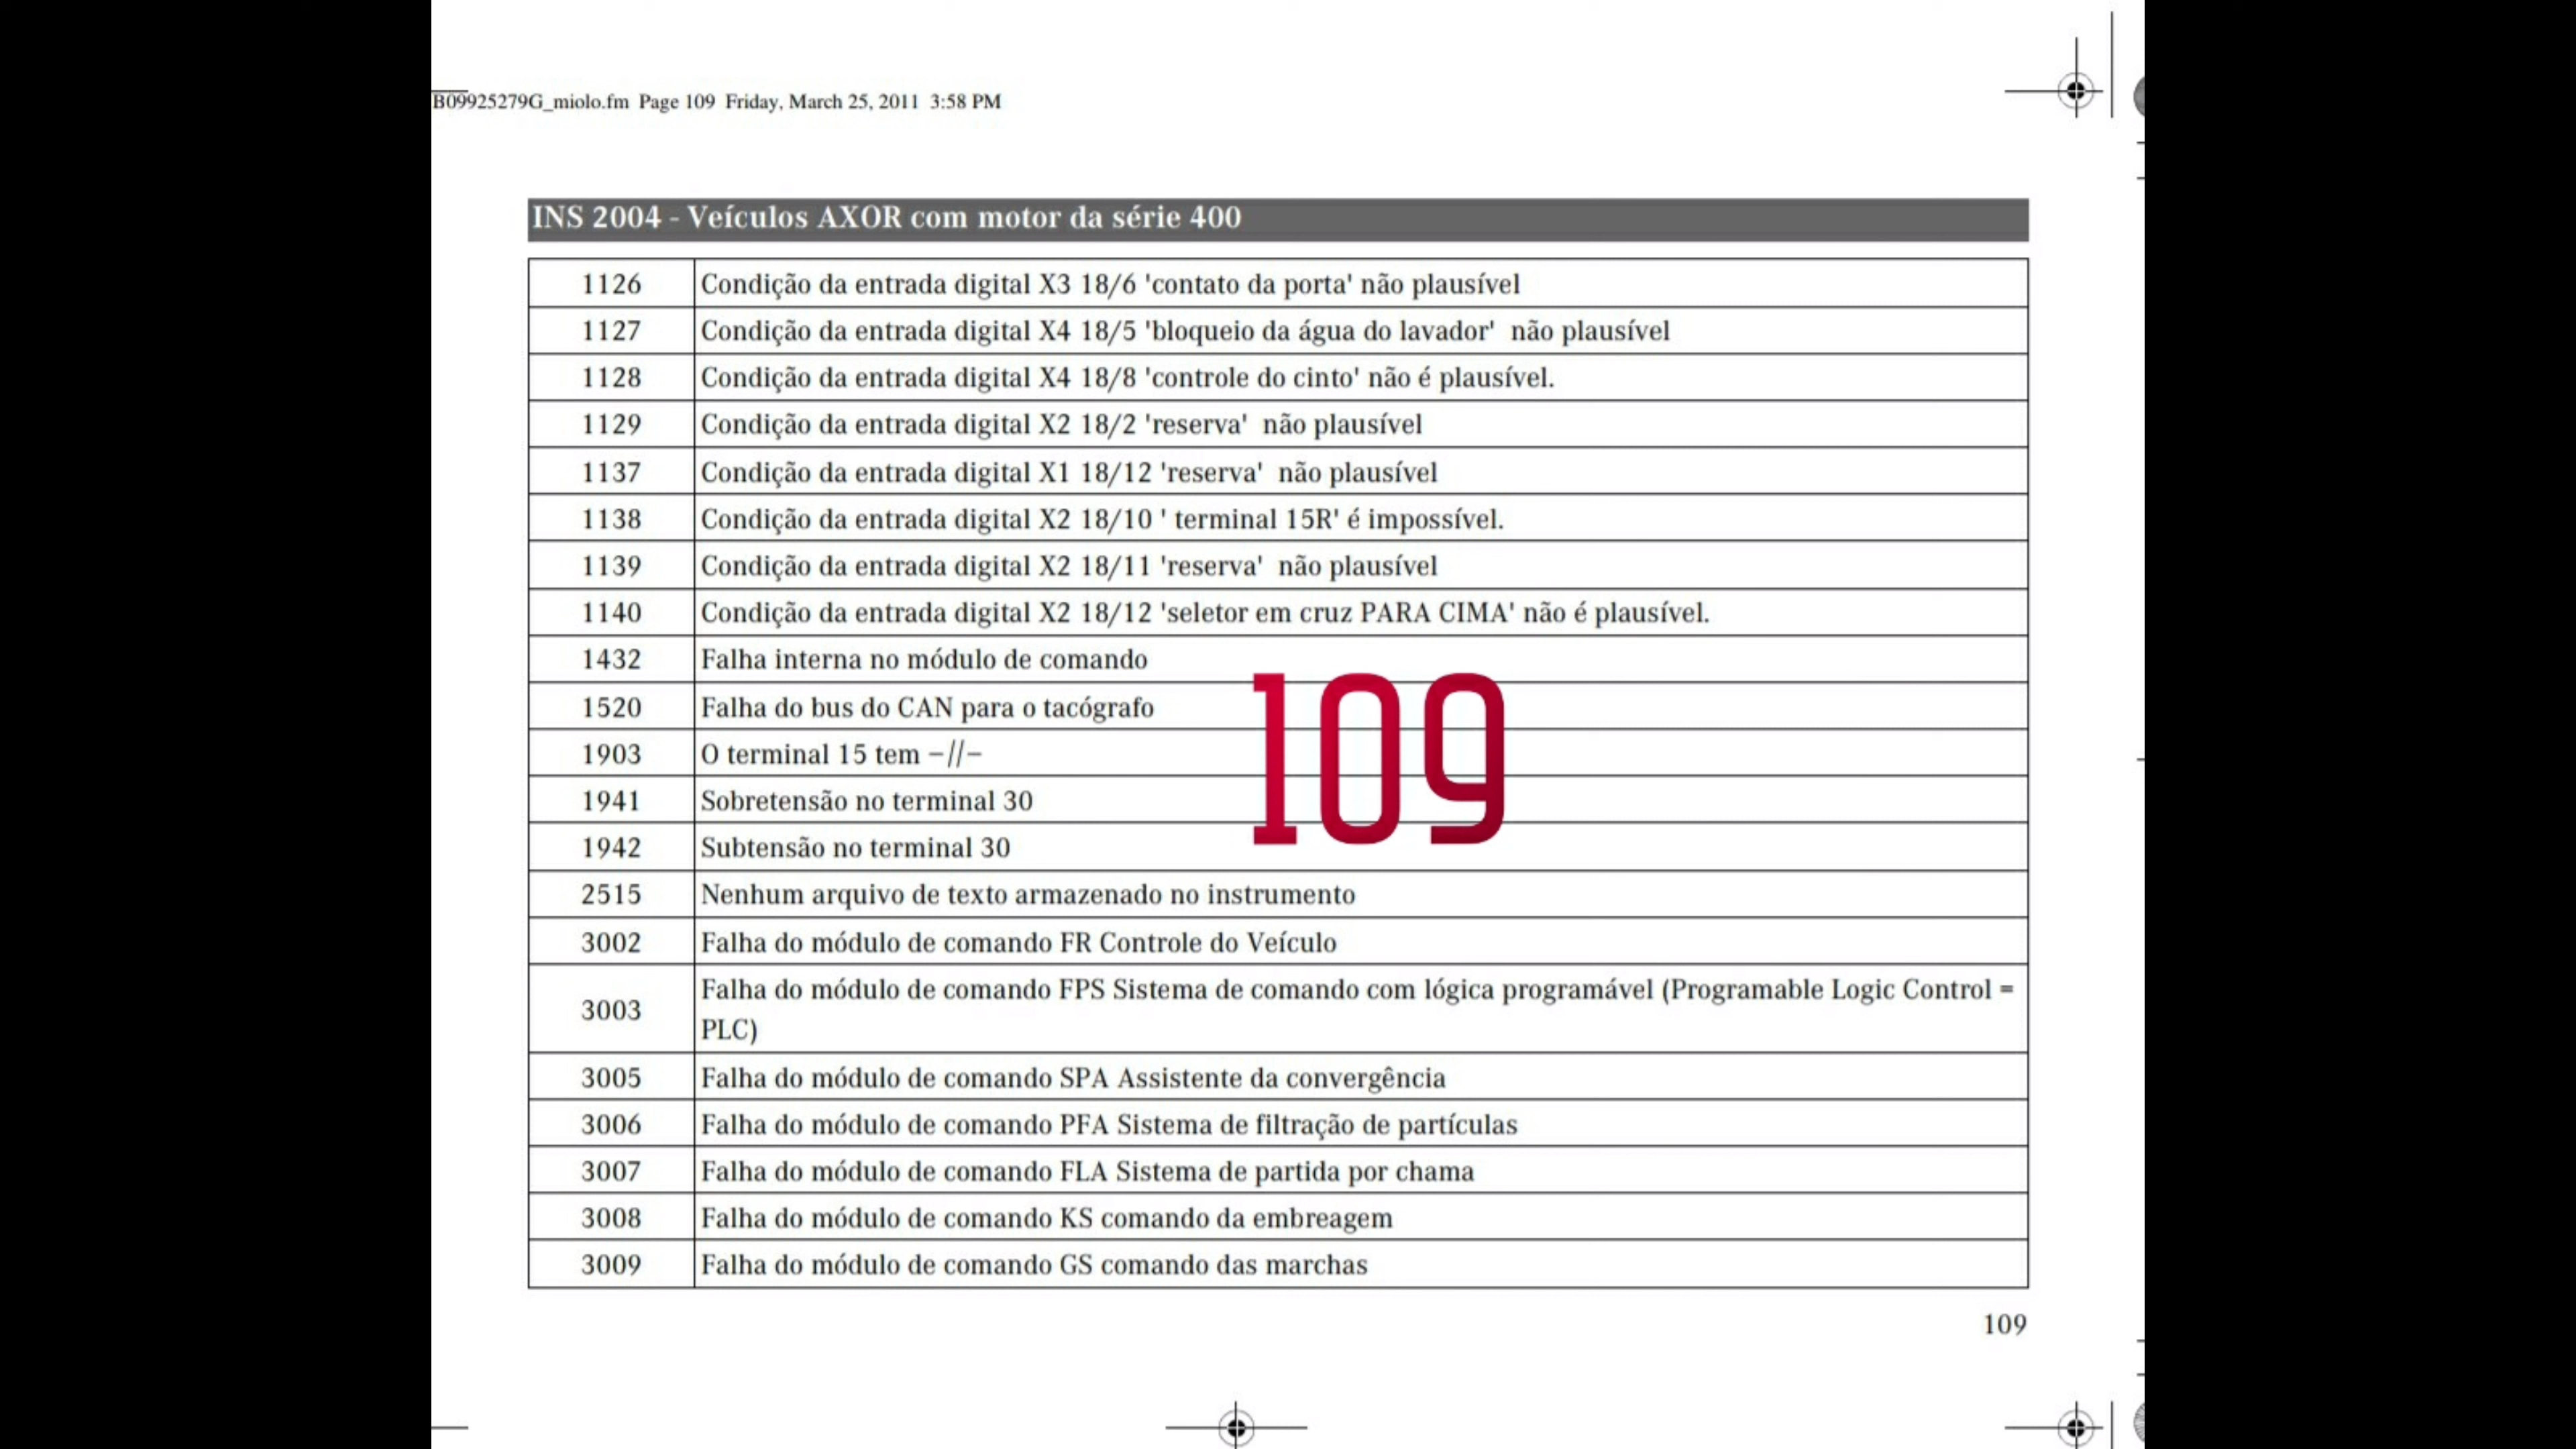 B09925279G_miolo.fm Page 109 Friday, March 25, 2011 3:58 PM
INS 2004 - Veículos AXOR com motor da série 400
1126 Condição da entrada digital X3 18/6 'contato da porta' não plausível
1127 Condição da entrada digital X4 18/5 'bloqueio da água do lavador' não plausível
1128 Condição da entrada digital X4 18/8 'controle do cinto' não é plausível.
1129 Condição da entrada digital X2 18/2 'reserva' não plausível
1137 Condição da entrada digital X1 18/12 'reserva' não plausível
1138 Condição da entrada digital X2 18/10 ' terminal 15R' é impossível.
1139 Condição da entrada digital X2 18/11 'reserva' não plausível
1140 Condição da entrada digital X2 18/12 'seletor em cruz PARA CIMA' não é plausível.
1432 Falha interna no módulo de comando
1520 Falha do bus do CAN para o tacógrafo
1903 O terminal 15 tem −//−
109
1941 Sobretensão no terminal 30
1942 Subtensão no terminal 30
2515 Nenhum arquivo de texto armazenado no instrumento
3002 Falha do módulo de comando FR Controle do Veículo
3003 Falha do módulo de comando FPS Sistema de comando com lógica programável (Programable Logic Control =
PLC)
3005 Falha do módulo de comando SPA Assistente da convergência
3006 Falha do módulo de comando PFA Sistema de filtração de partículas
3007 Falha do módulo de comando FLA Sistema de partida por chama
3008 Falha do módulo de comando KS comando da embreagem
3009 Falha do módulo de comando GS comando das marchas
109